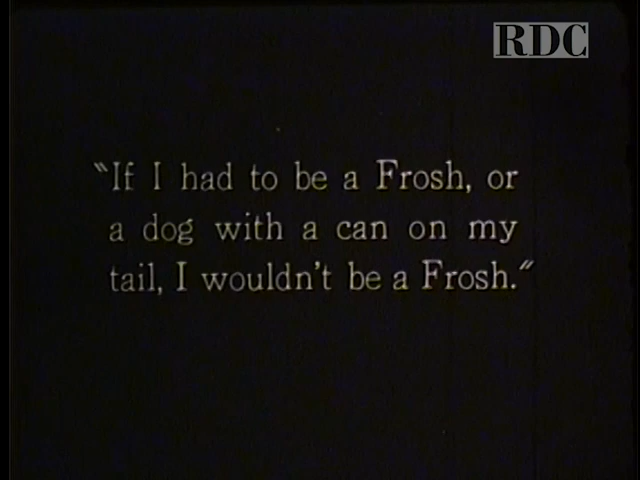 RDC
"If I had to be a Frosh, or
a dog with a can on my
tail, I wouldn't be a Frosh."